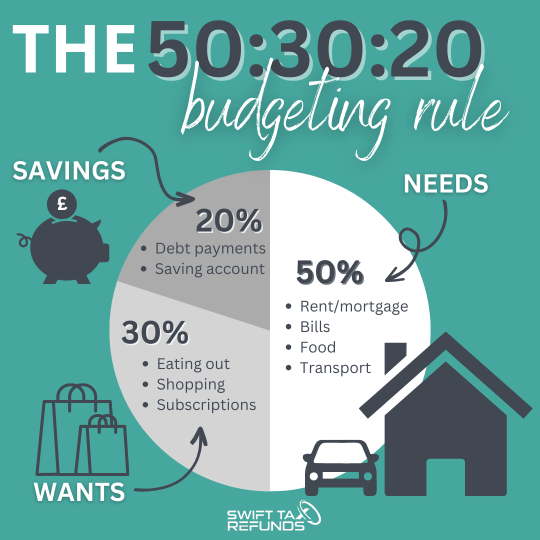 THE 50:30:20
budgeting rule
SAVINGS
£
20%
• Debt payments
• Saving account
NEEDS
50%
• Rent/mortgage
• Bills
• Food
• Transport
30%
• Eating out
• Shopping
• Subscriptions
WANTS
SWIFT TAX
REFUNDS